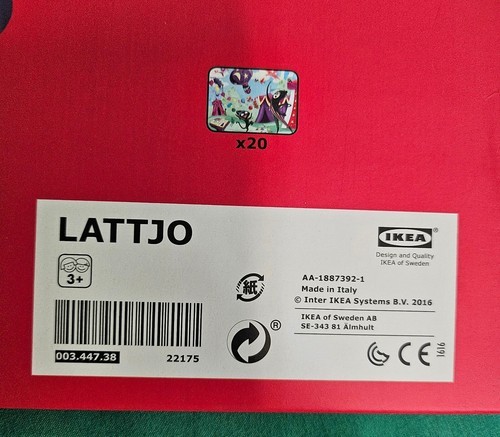 x20
LATTJO
IKEA®
Design and Quality
IKEA of Sweden
3+
紙
AA-1887392-1
Made in Italy
© Inter IKEA Systems B.V. 2016
®
IKEA of Sweden AB
SE-343 81 Älmhult
003.447.38
22175
CE
1616